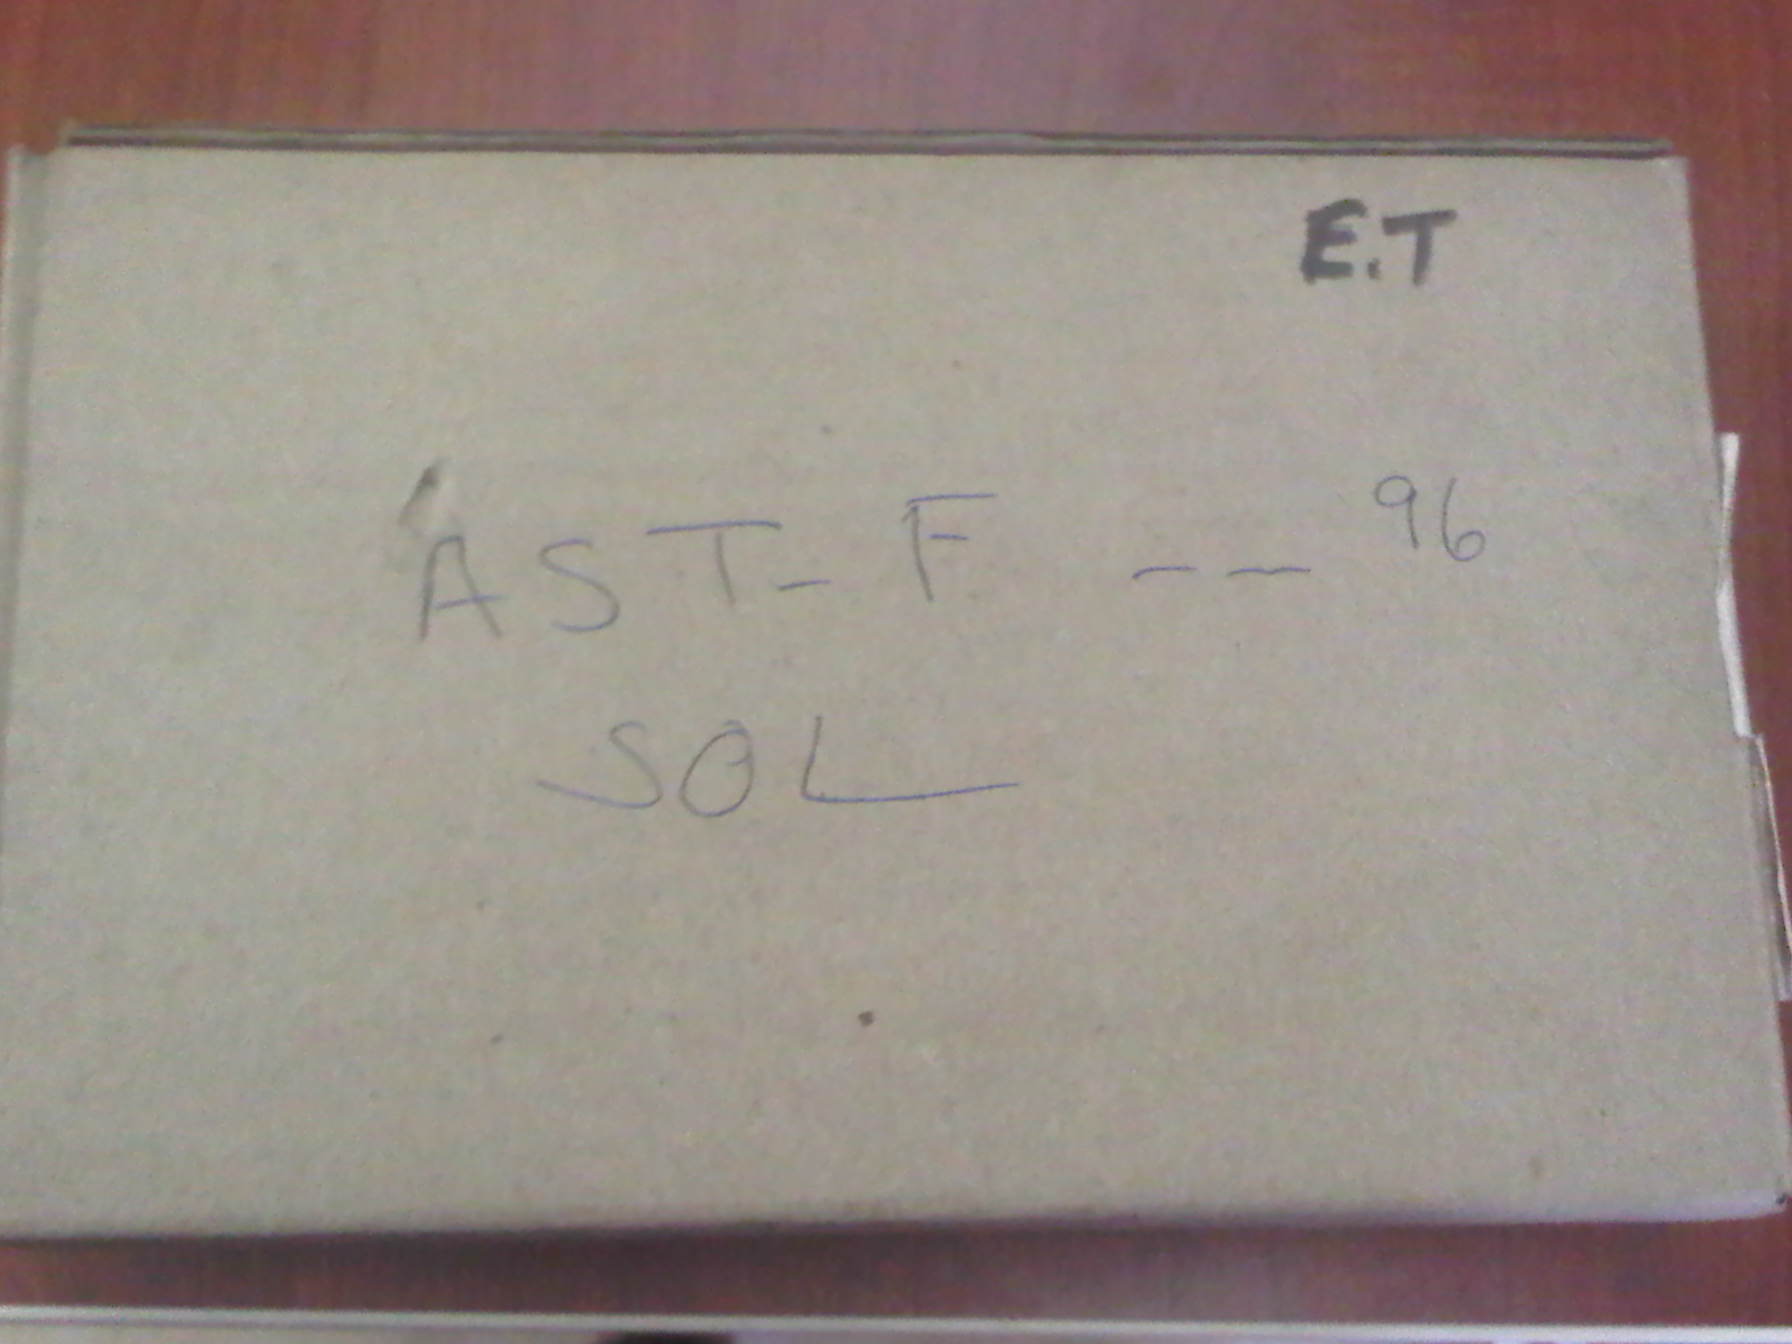 E.T
AST-F -- 96
SOL